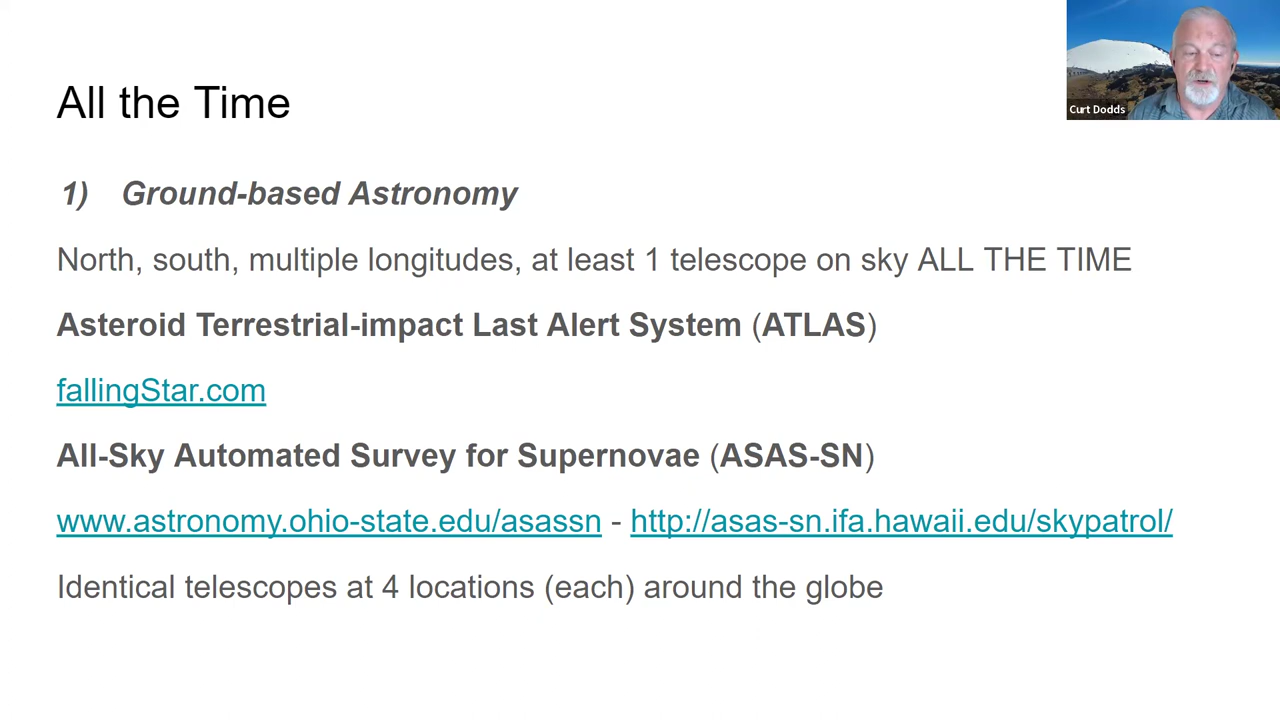 All the Time
Curt Dodds
1) Ground-based Astronomy
North, south, multiple longitudes, at least 1 telescope on sky ALL THE TIME
Asteroid Terrestrial-impact Last Alert System (ATLAS)
fallingStar.com
All-Sky Automated Survey for Supernovae (ASAS-SN)
www.astronomy.ohio-state.edu/asassn - http://asas-sn.ifa.hawaii.edu/skypatrol/
Identical telescopes at 4 locations (each) around the globe